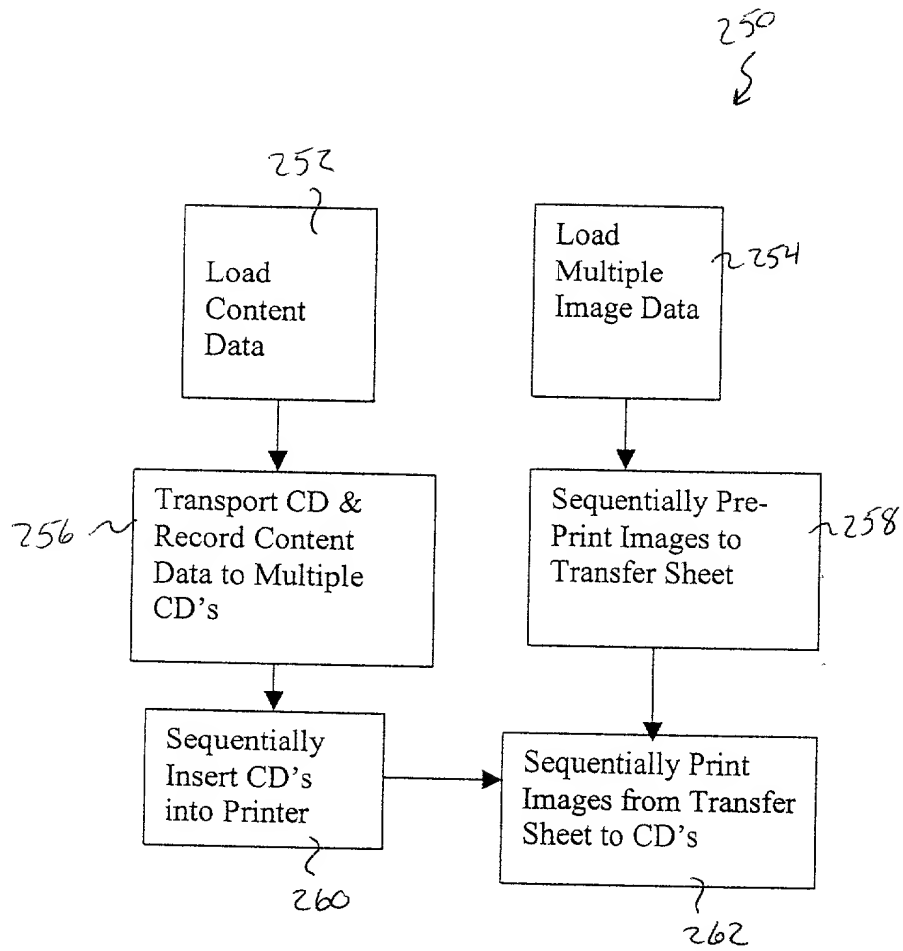 250
252
Load
Content
Data
Load
Multiple
Image Data
254
256
Transport CD &
Record Content
Data to Multiple
CD's
Sequentially Pre-
Print Images to
Transfer Sheet
258
Sequentially
Insert CD's
into Printer
260
Sequentially Print
Images from Transfer
Sheet to CD's
262